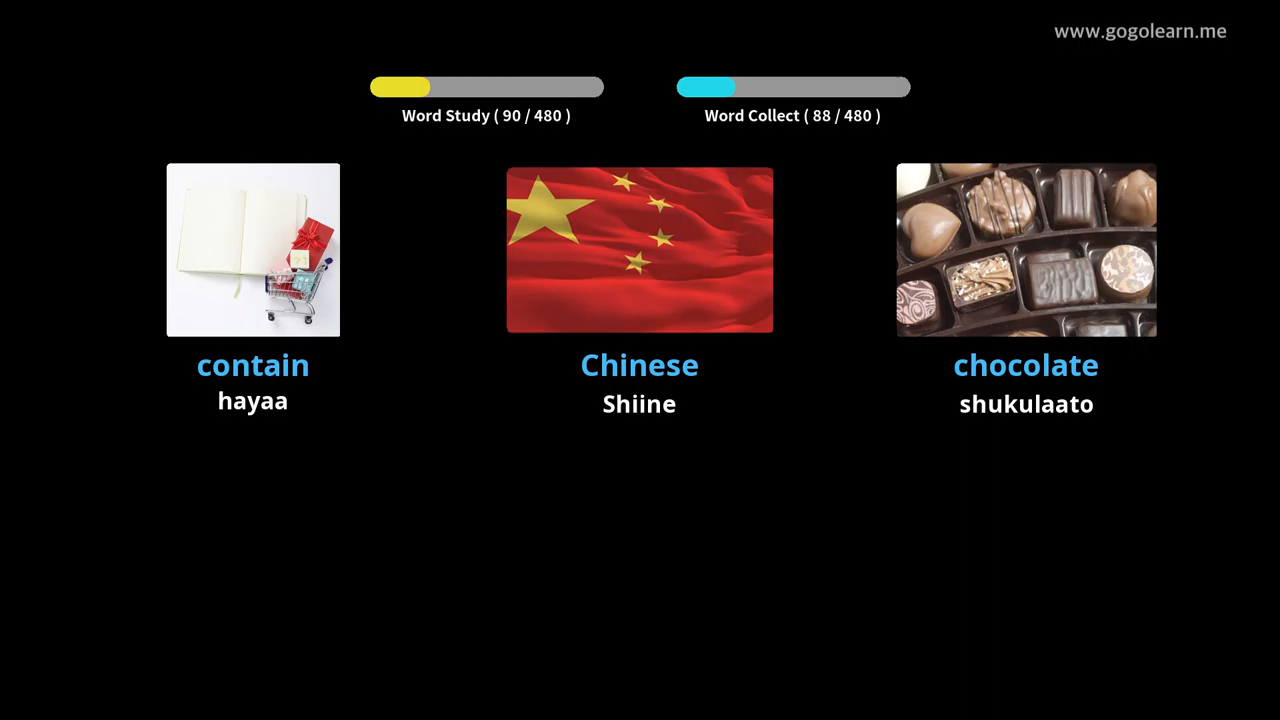 www.gogolearn.me
Word Study ( 90 / 480 )
Word Collect ( 88 / 480 )
contain
hayaa
Chinese
Shiine
chocolate
shukulaato